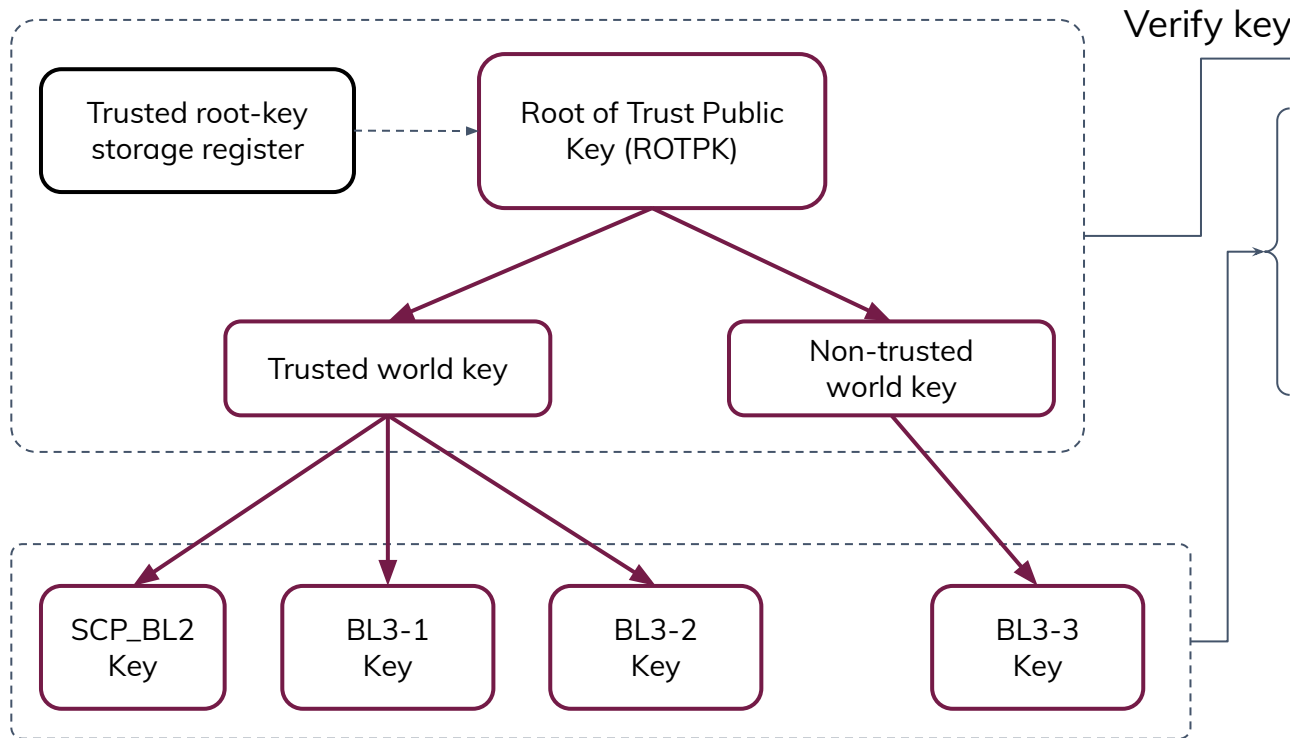 Verify key
Trusted root-key
storage register
Root of Trust Public
Key (ROTPK)
Trusted world key
Non-trusted
world key
SCP_BL2
Key
BL3-1
Key
BL3-2
Key
BL3-3
Key